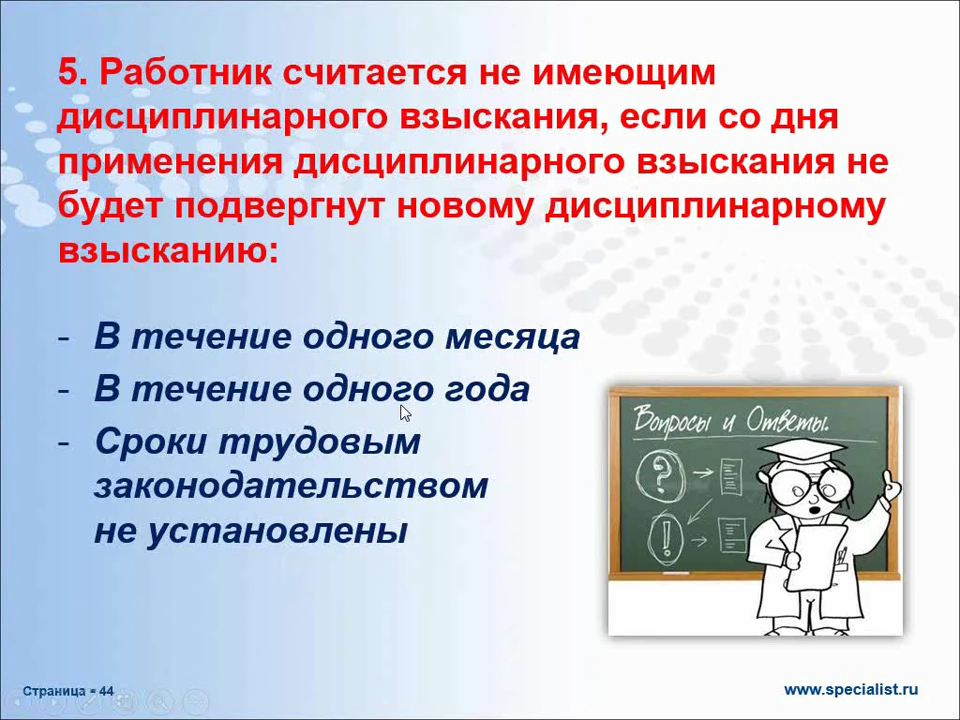 5. Работник считается не имеющим
дисциплинарного взыскания, если со дня
применения дисциплинарного взыскания не
будет подвергнут новому дисциплинарному
взысканию:
- В течение одного месяца
- В течение одного года
- Сроки трудовым
законодательством
не установлены
Вопросы и Ответы.
?
!
Страница - 44
www.specialist.ru